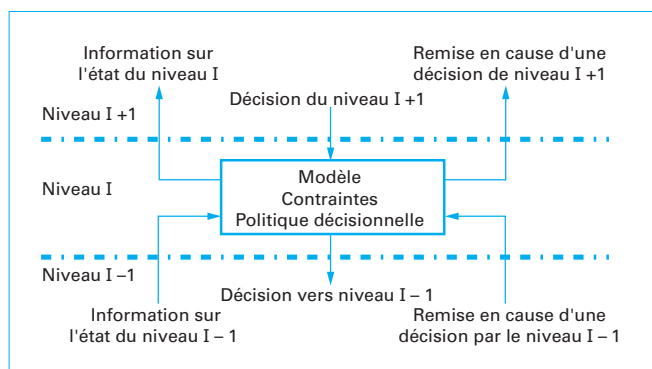 Information sur
l'état du niveau I
Remise en cause d'une
décision de niveau I +1
Décision du niveau I +1
Niveau I +1
Niveau I
Modèle
Contraintes
Politique décisionnelle
Niveau I –1
Décision vers niveau I – 1
Information sur
l'état du niveau I – 1
Remise en cause d'une
décision par le niveau I – 1